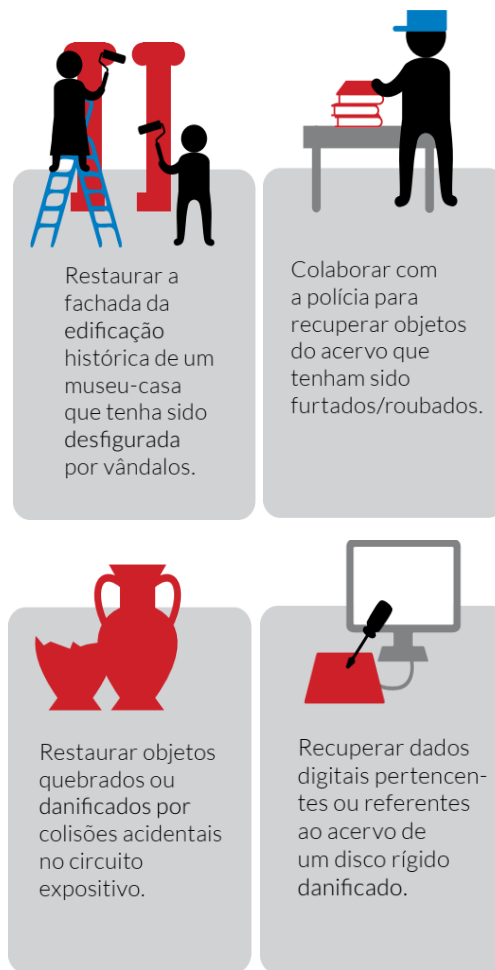 Restaurar a
fachada da
edificação
histórica de um
museu-casa
que tenha sido
desfigurada
por vândalos.
Colaborar com
a polícia para
recuperar objetos
do acervo que
tenham sido
furtados/roubados.
Restaurar objetos
quebrados ou
danificados por
colisões acidentais
no circuito
expositivo.
Recuperar dados
digitais pertencen-
tes ou referentes
ao acervo de
um disco rígido
danificado.